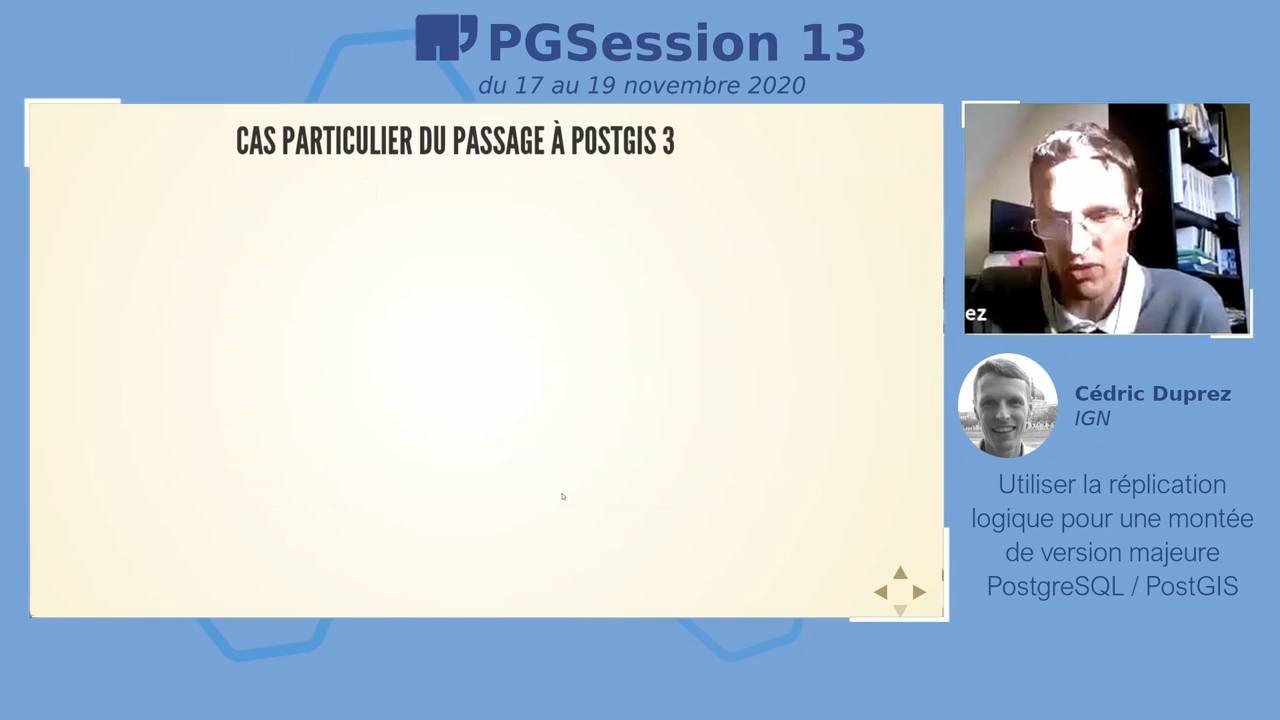 PGSession 13
du 17 au 19 novembre 2020
CAS PARTICULIER DU PASSAGE À POSTGIS 3
ez
Cédric Duprez
IGN
Utiliser la réplication
logique pour une montée
de version majeure
PostgreSQL / PostGIS